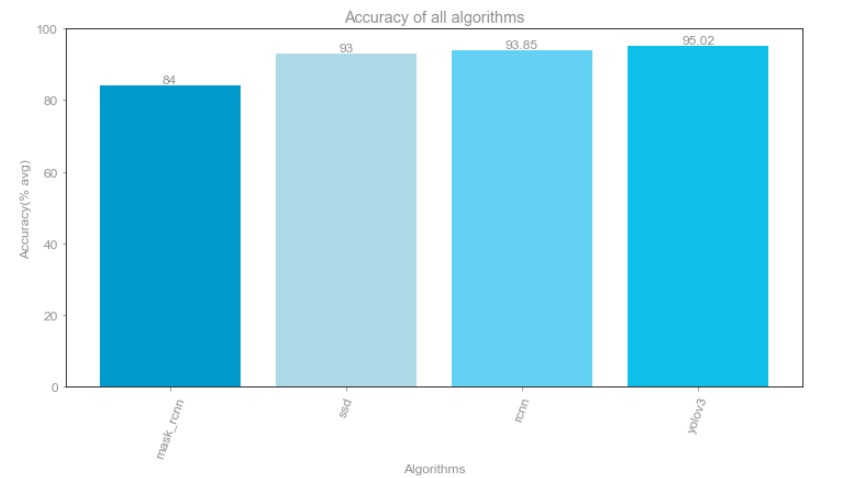 Accuracy of all algorithms
100
80
60
40
20
0
Accuracy(% avg)
84
93
93.85
95.02
mask_rcnn
ssd
rcnn
yolov3
Algorithms